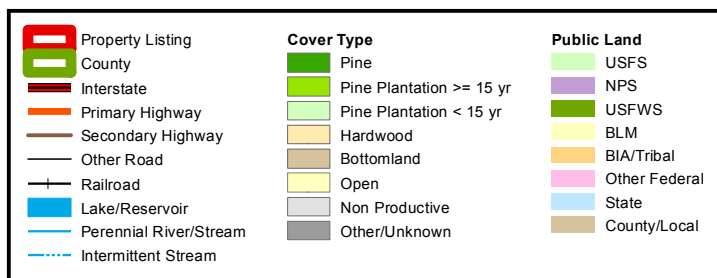 Property Listing
County
Interstate
Primary Highway
Secondary Highway
Other Road
Railroad
Lake/Reservoir
Perennial River/Stream
Intermittent Stream
Cover Type
Pine
Pine Plantation >= 15 yr
Pine Plantation < 15 yr
Hardwood
Bottomland
Open
Non Productive
Other/Unknown
Public Land
USFS
NPS
USFWS
BLM
BIA/Tribal
Other Federal
State
County/Local